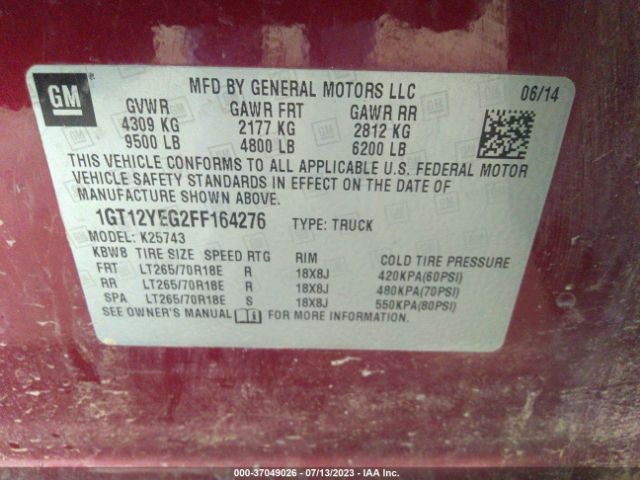 GM
MFD BY GENERAL MOTORS LLC 06/14
GVWR GAWR FRT GAWR RR
4309 KG 2177 KG 2812 KG
9500 LB 4800 LB 6200 LB
THIS VEHICLE CONFORMS TO ALL APPLICABLE U.S. FEDERAL MOTOR
VEHICLE SAFETY STANDARDS IN EFFECT ON THE DATE OF
MANUFACTURE SHOWN ABOVE.
1GT12YEG2FF164276 TYPE: TRUCK
MODEL: K25743
KBW8 TIRE SIZE SPEED RTG RIM COLD TIRE PRESSURE
FRT LT265/70R18E R 18X8J 420KPA(60PSI)
RR LT265/70R18E R 18X8J 480KPA(70PSI)
SPA LT265/70R18E S 18X8J 550KPA(80PSI)
SEE OWNER'S MANUAL FOR MORE INFORMATION.
000-37049026 - 07/13/2023 - IAA Inc.